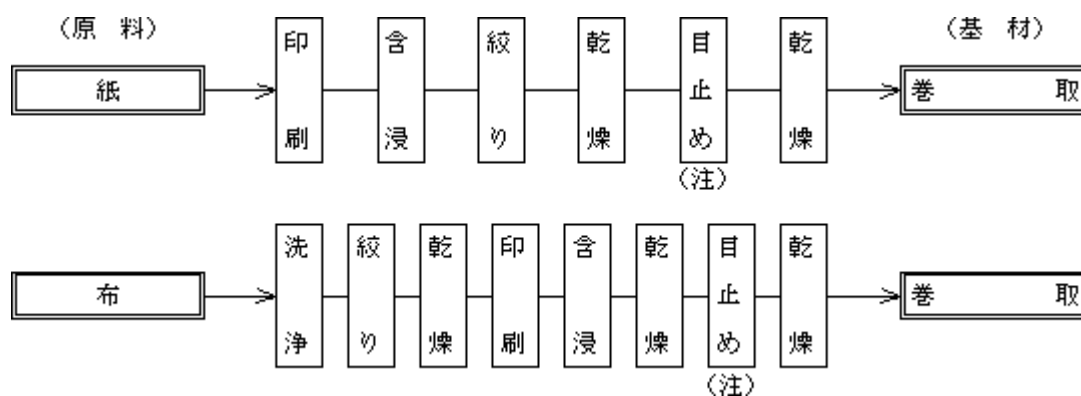 （原　料）
（基　材）
紙
印刷
含浸
絞り
乾燥
目止め
（注）
乾燥
巻　取
布
洗浄
絞り
乾燥
印刷
含浸
乾燥
目止め
（注）
乾燥
巻　取